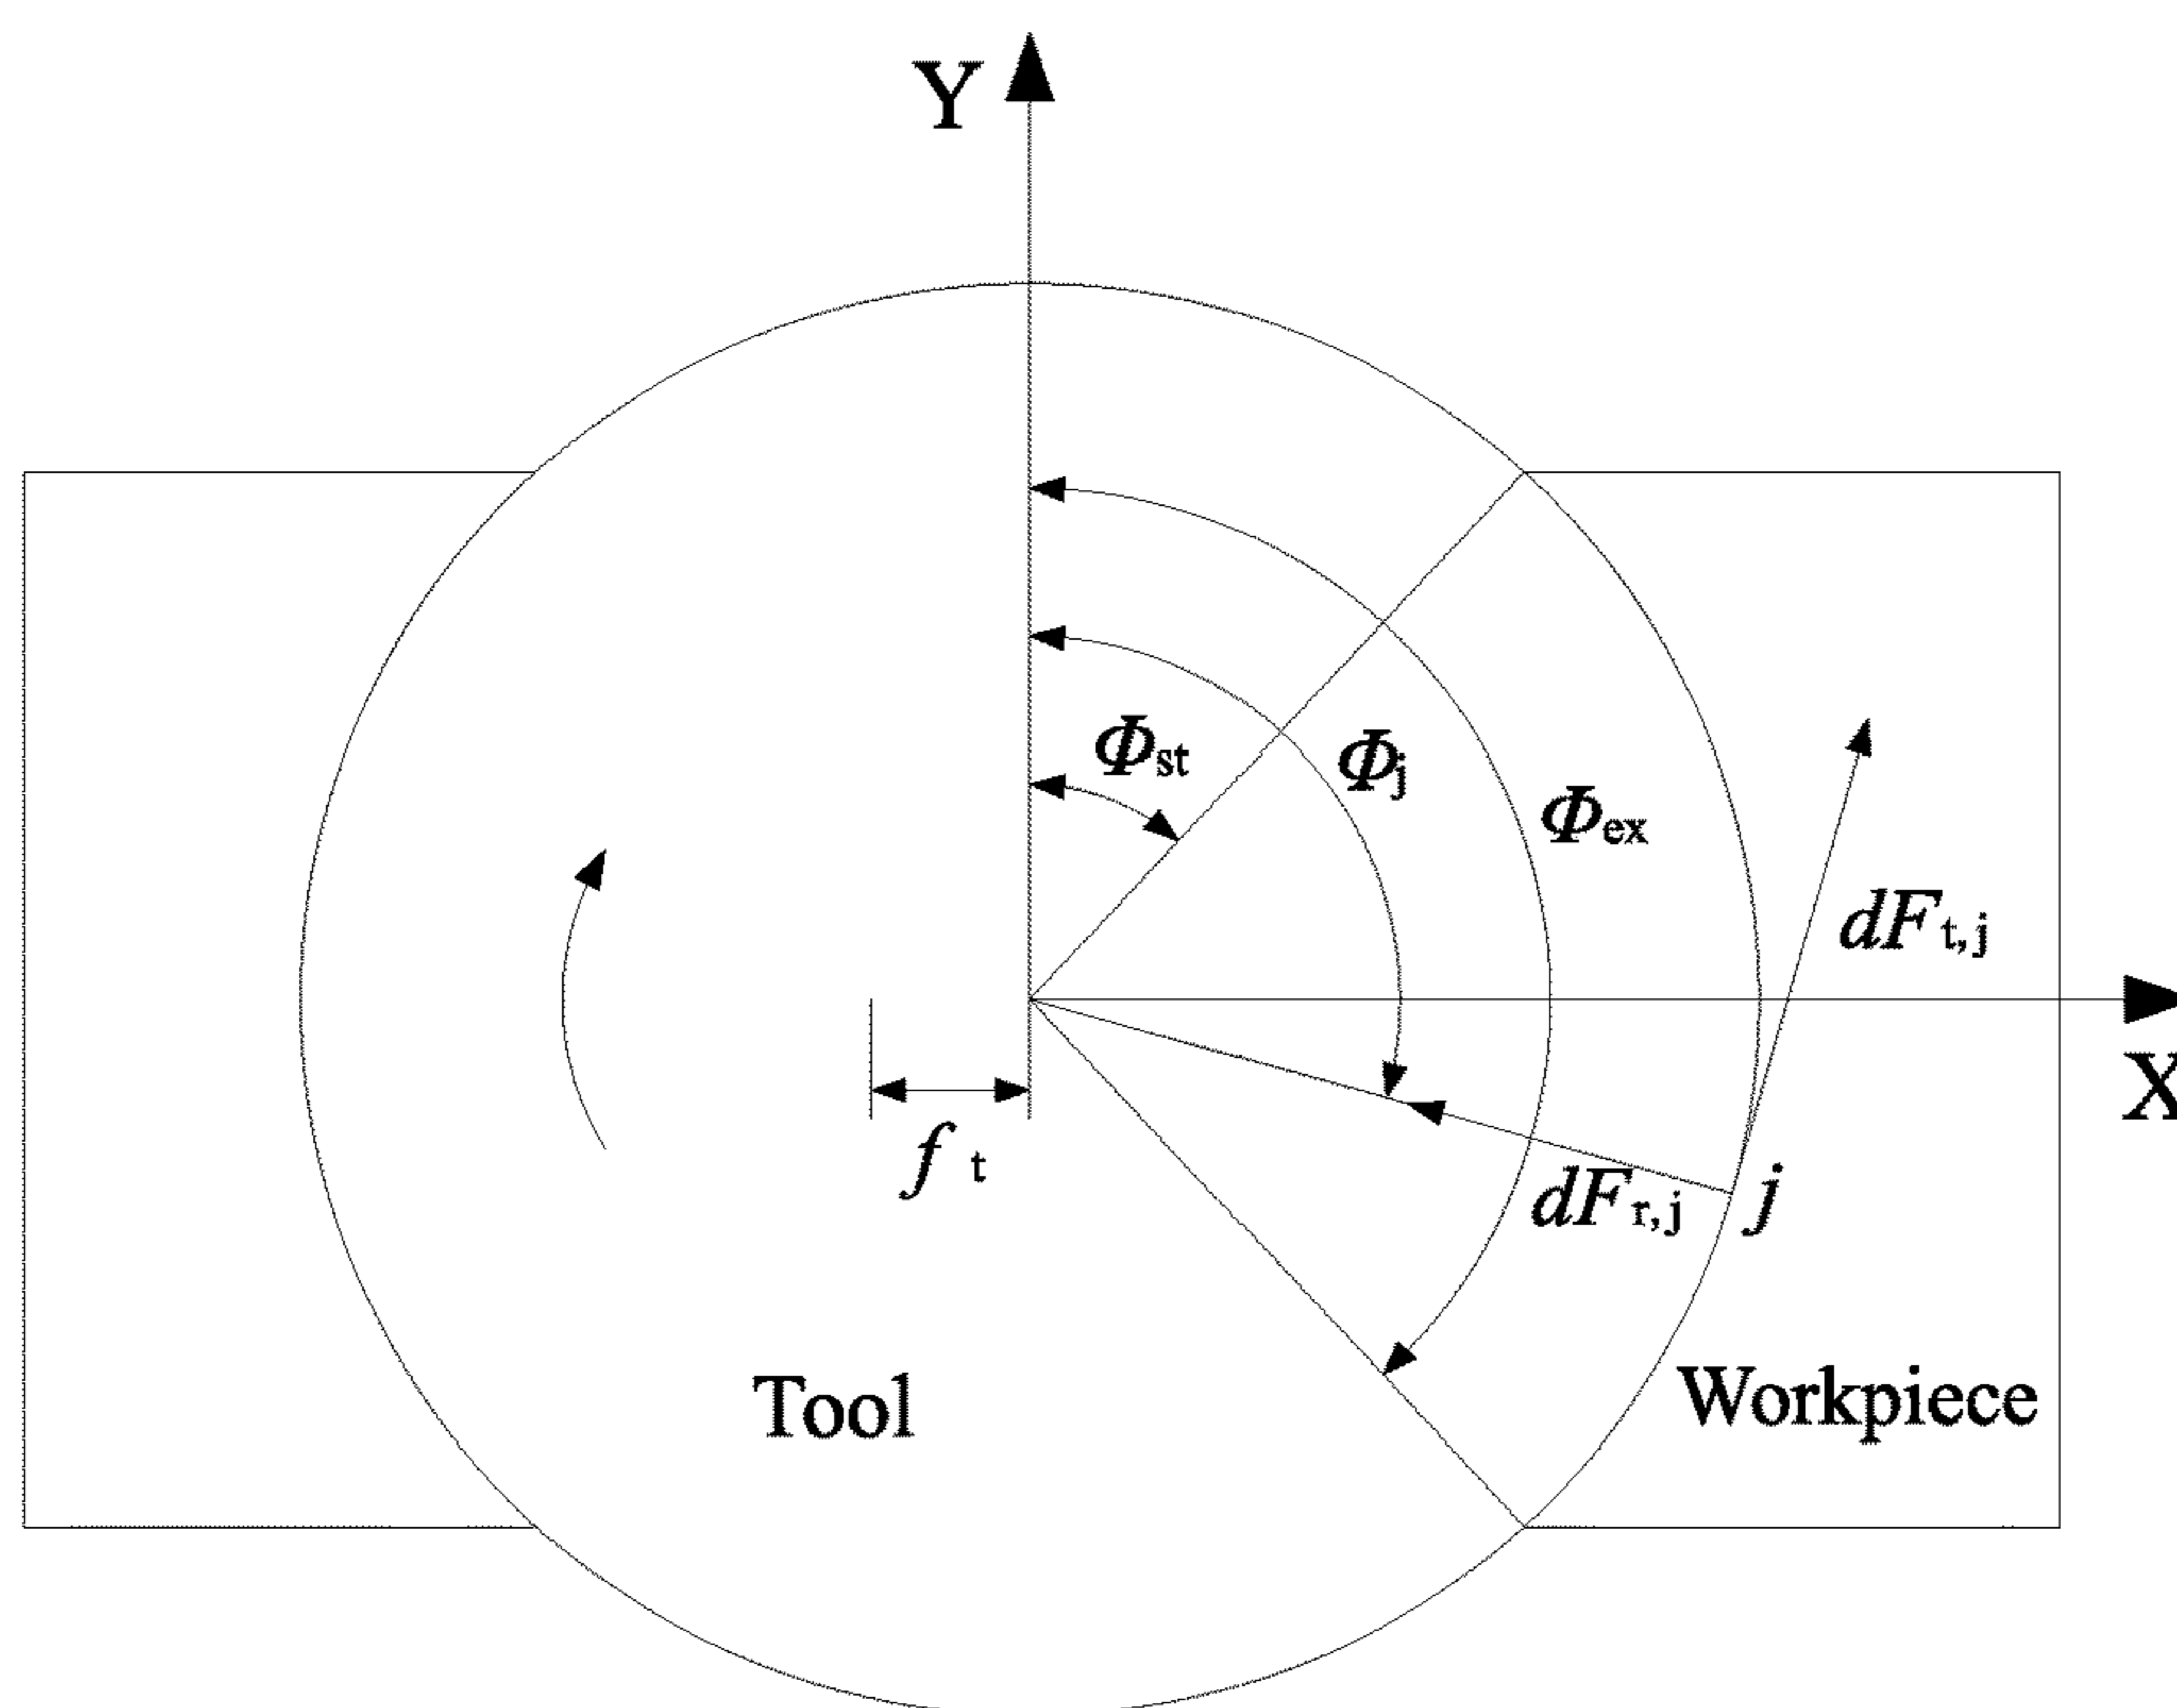 Y
Φst
Φj
Φex
dFt,j
X
ft
dFr,j
j
Tool
Workpiece